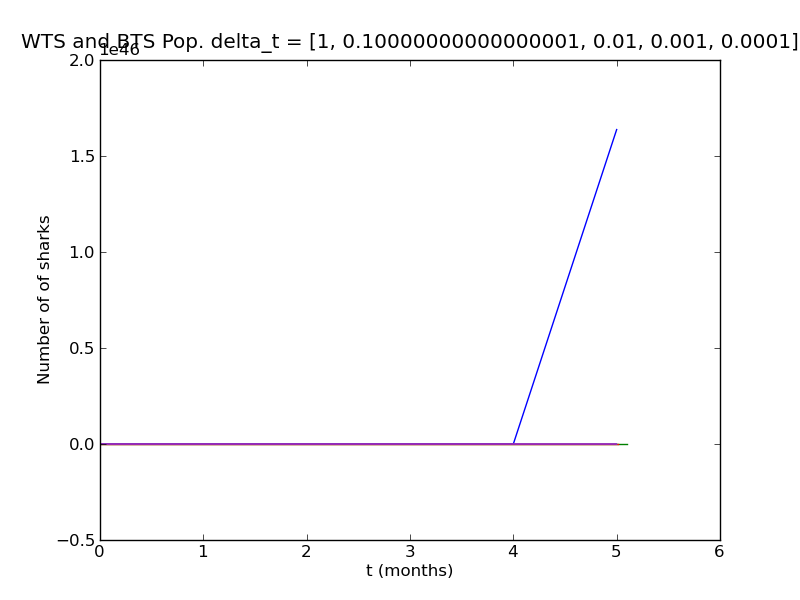 WTS and BTS Pop. delta_t = [1, 0.10000000000000001, 0.01, 0.001, 0.0001]
1e46
2.0
1.5
1.0
0.5
0.0
−0.5
Number of of sharks
0 1 2 3 4 5 6
t (months)